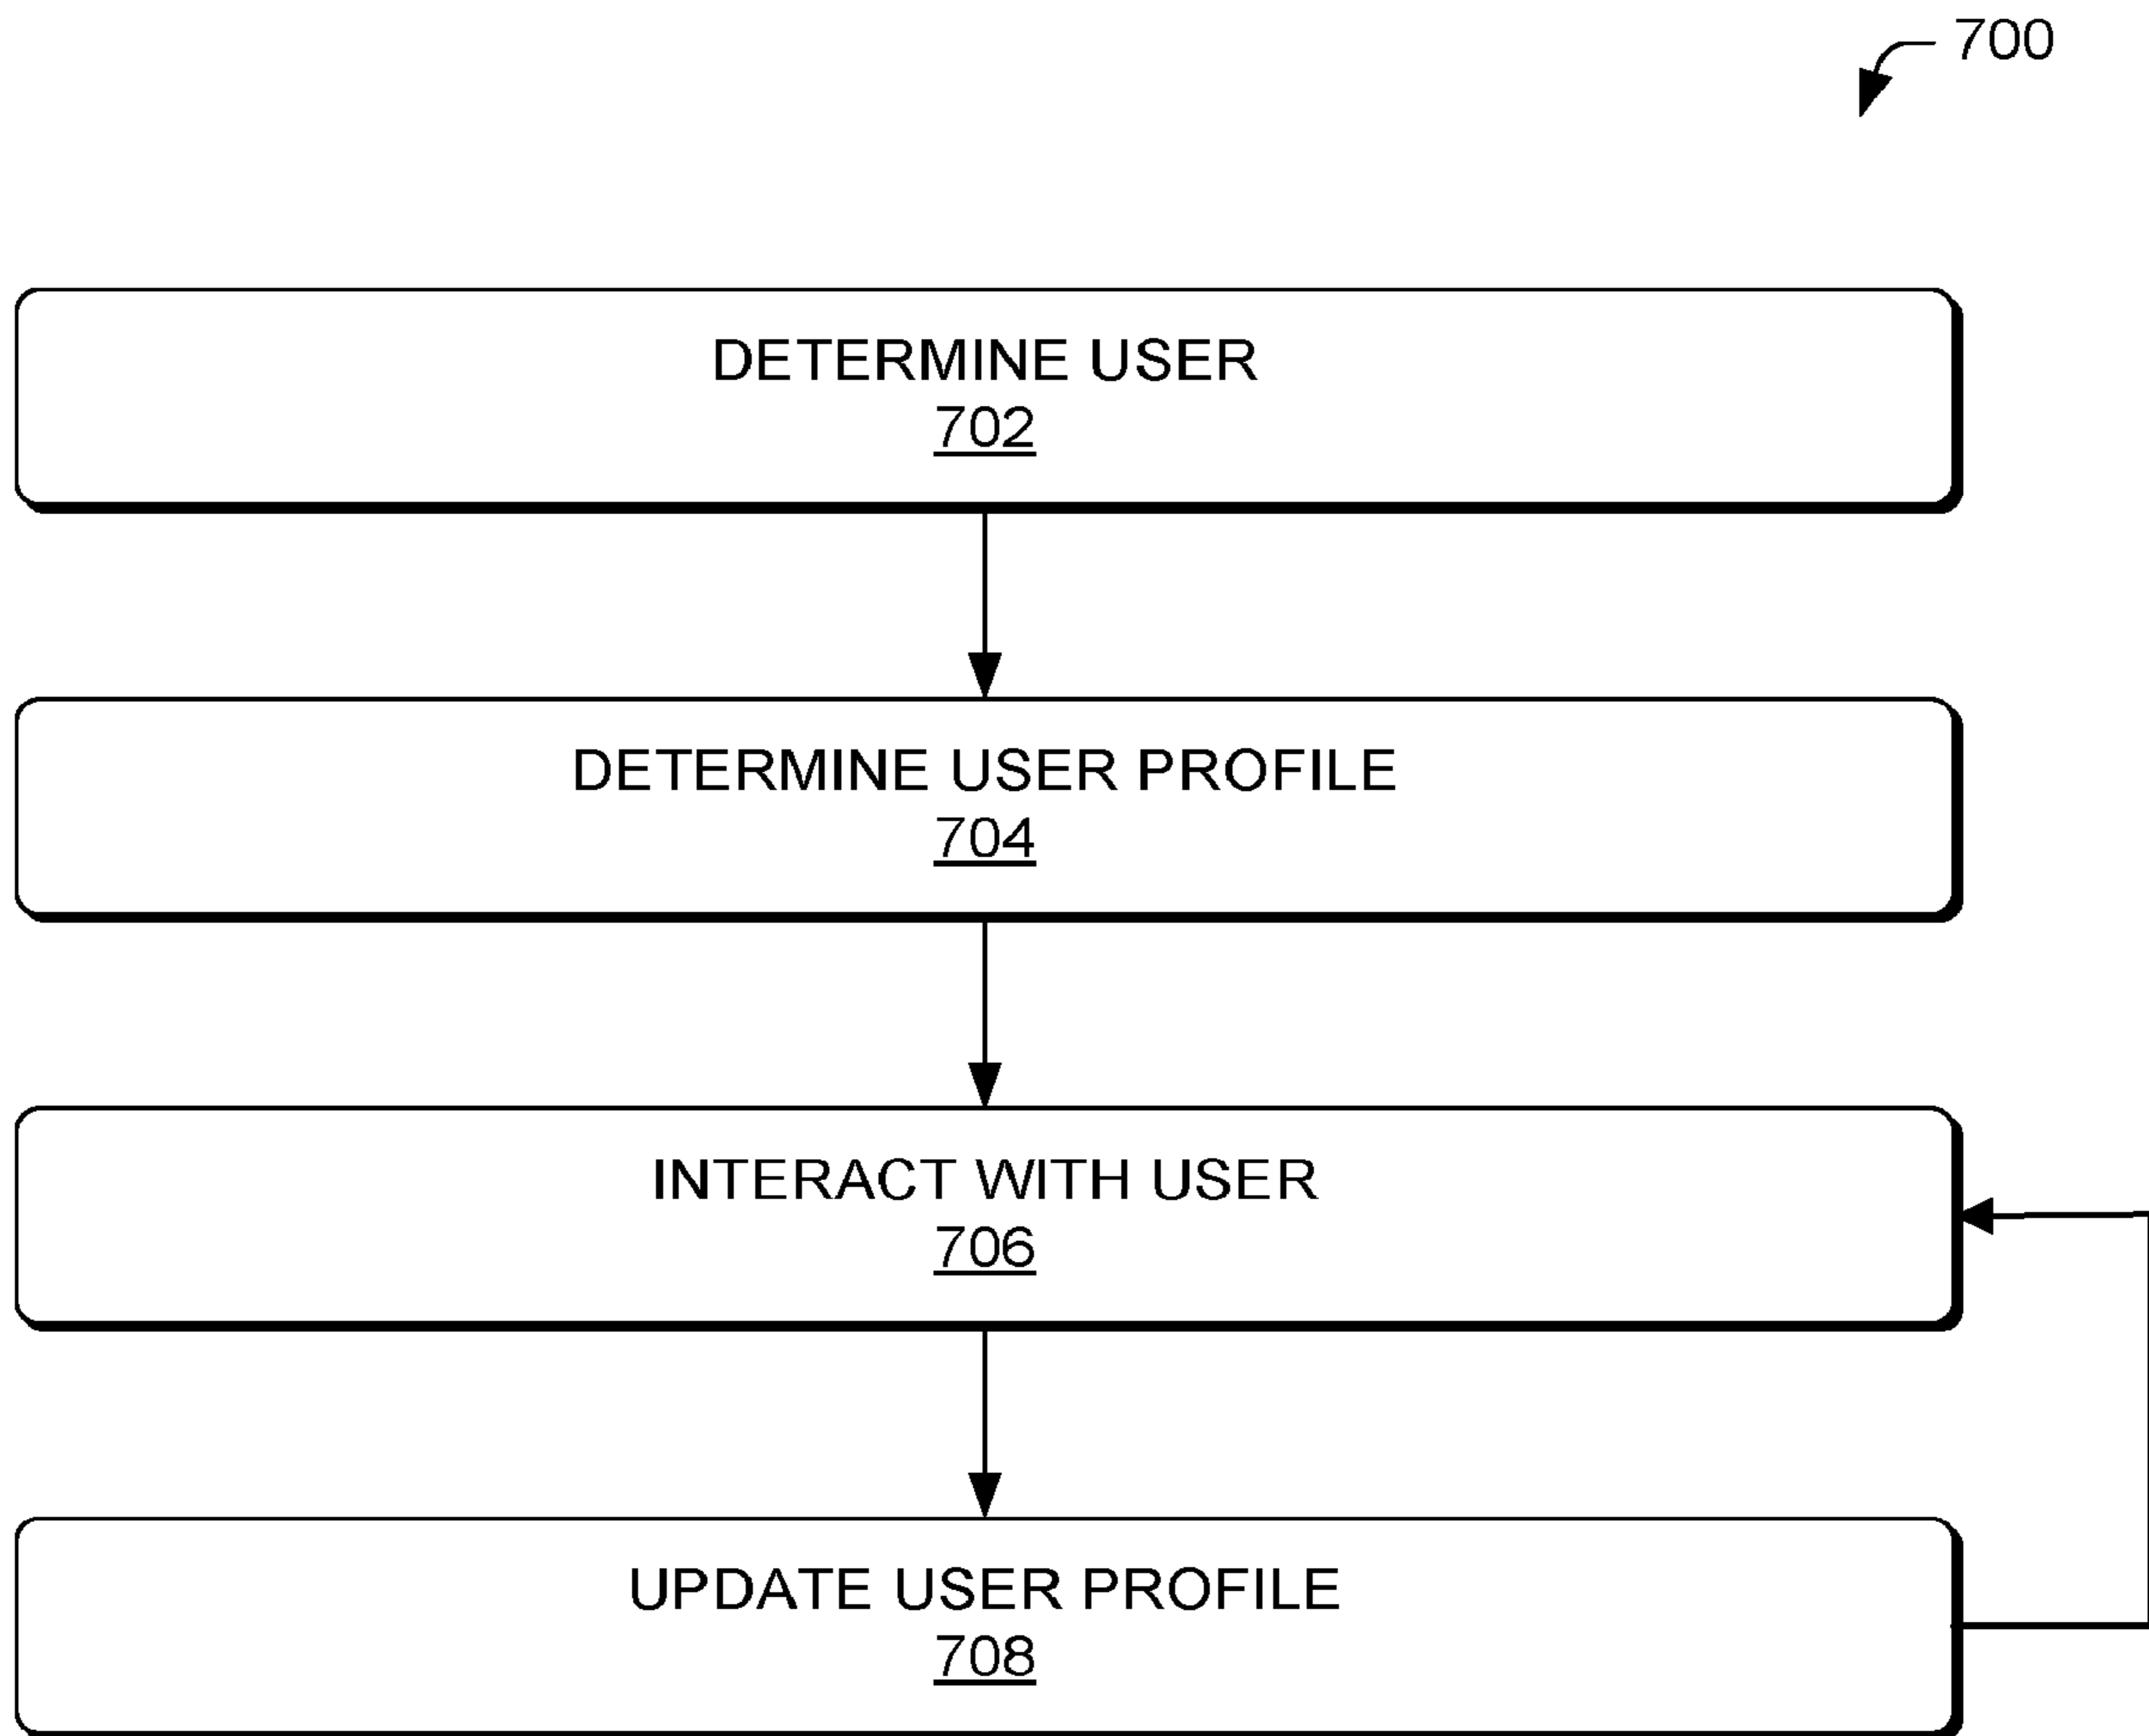 700
DETERMINE USER
702
DETERMINE USER PROFILE
704
INTERACT WITH USER
706
UPDATE USER PROFILE
708